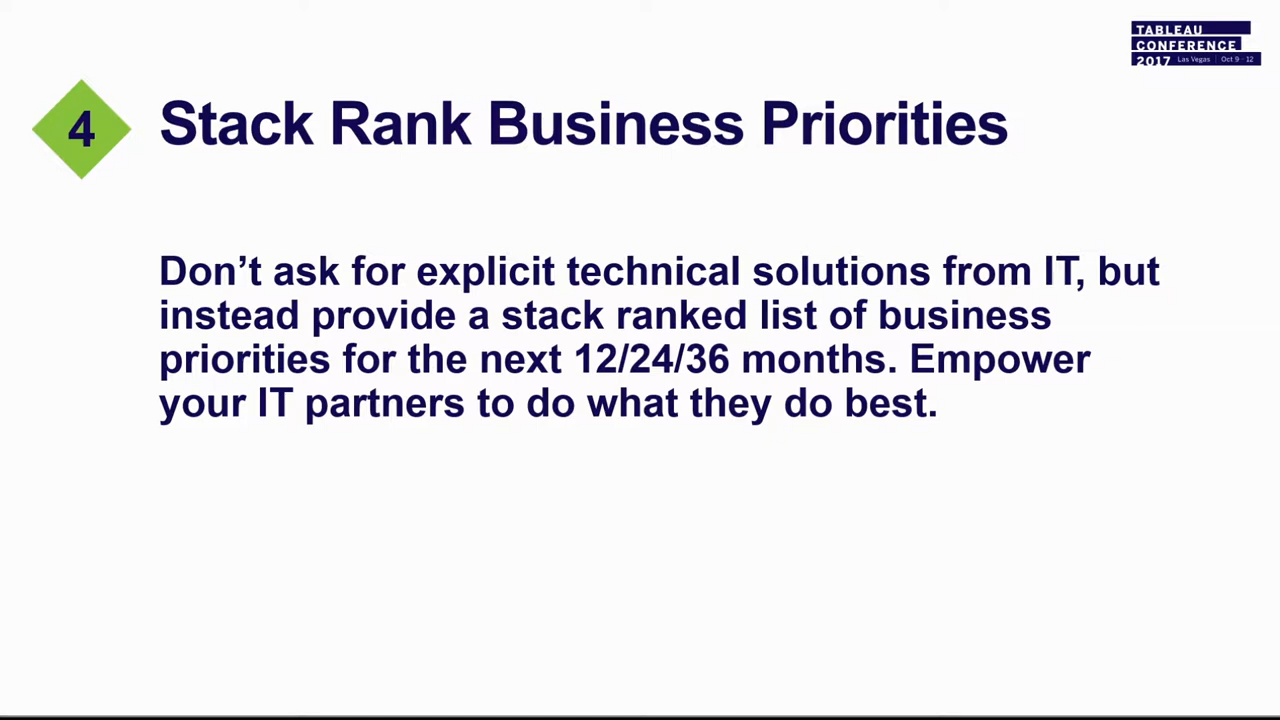 TABLEAU
CONFERENCE
2017 Las Vegas | Oct 9 - 12
4 Stack Rank Business Priorities
Don’t ask for explicit technical solutions from IT, but
instead provide a stack ranked list of business
priorities for the next 12/24/36 months. Empower
your IT partners to do what they do best.